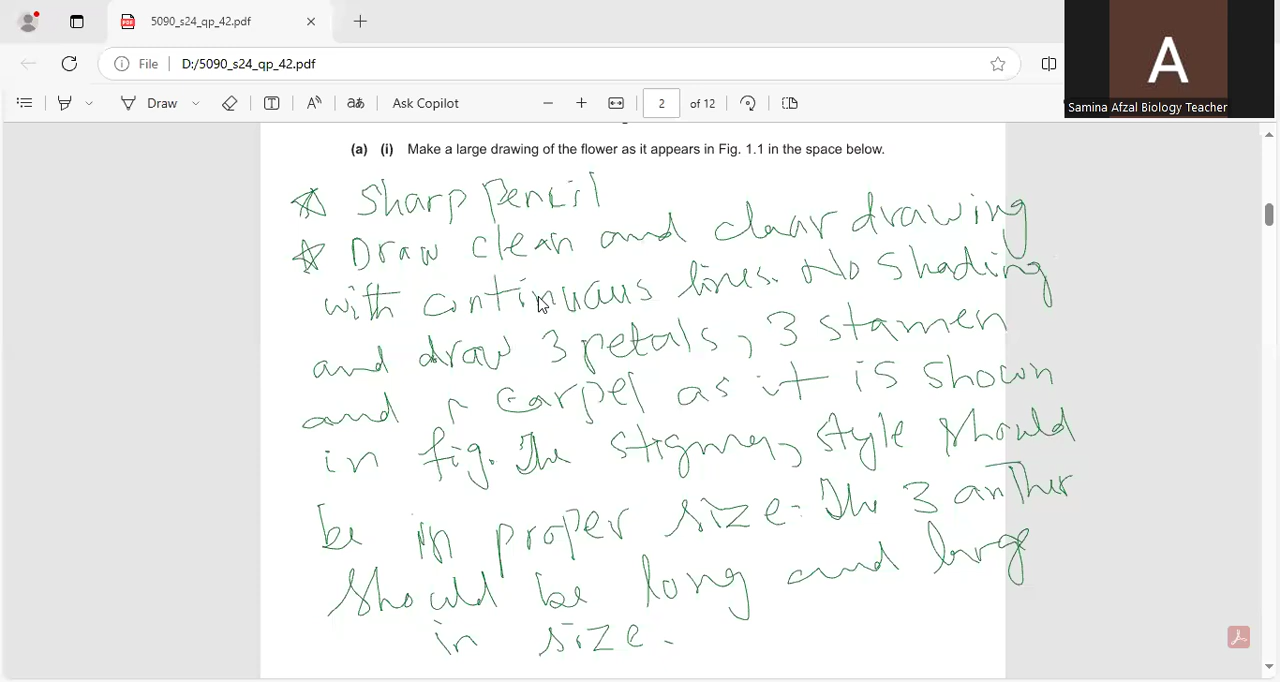 5090_s24_qp_42.pdf
File D:/5090_s24_qp_42.pdf
Draw Ask Copilot 2 of 12
A
Samina Afzal Biology Teacher
(a) (i) Make a large drawing of the flower as it appears in Fig. 1.1 in the space below.
Sharp Pencil
Draw clean and claar drawing
with continuous lines. No shading
and draw 3 petals, 3 stamen
and carpel as it is shown
in fig. The stigma, style should
be in proper size. The 3 anther
should be long and large
in size.